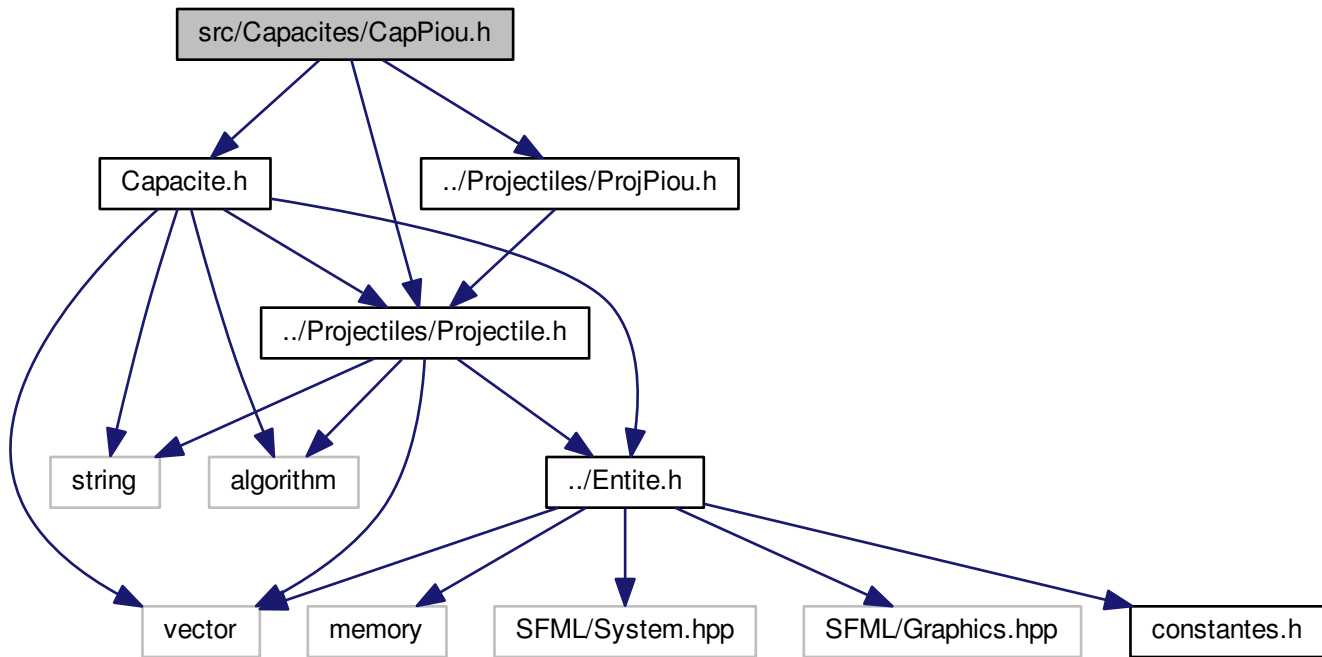 src/Capacites/CapPiou.h
Capacite.h
../Projectiles/ProjPiou.h
../Projectiles/Projectile.h
string
algorithm
../Entite.h
vector
memory
SFML/System.hpp
SFML/Graphics.hpp
constantes.h